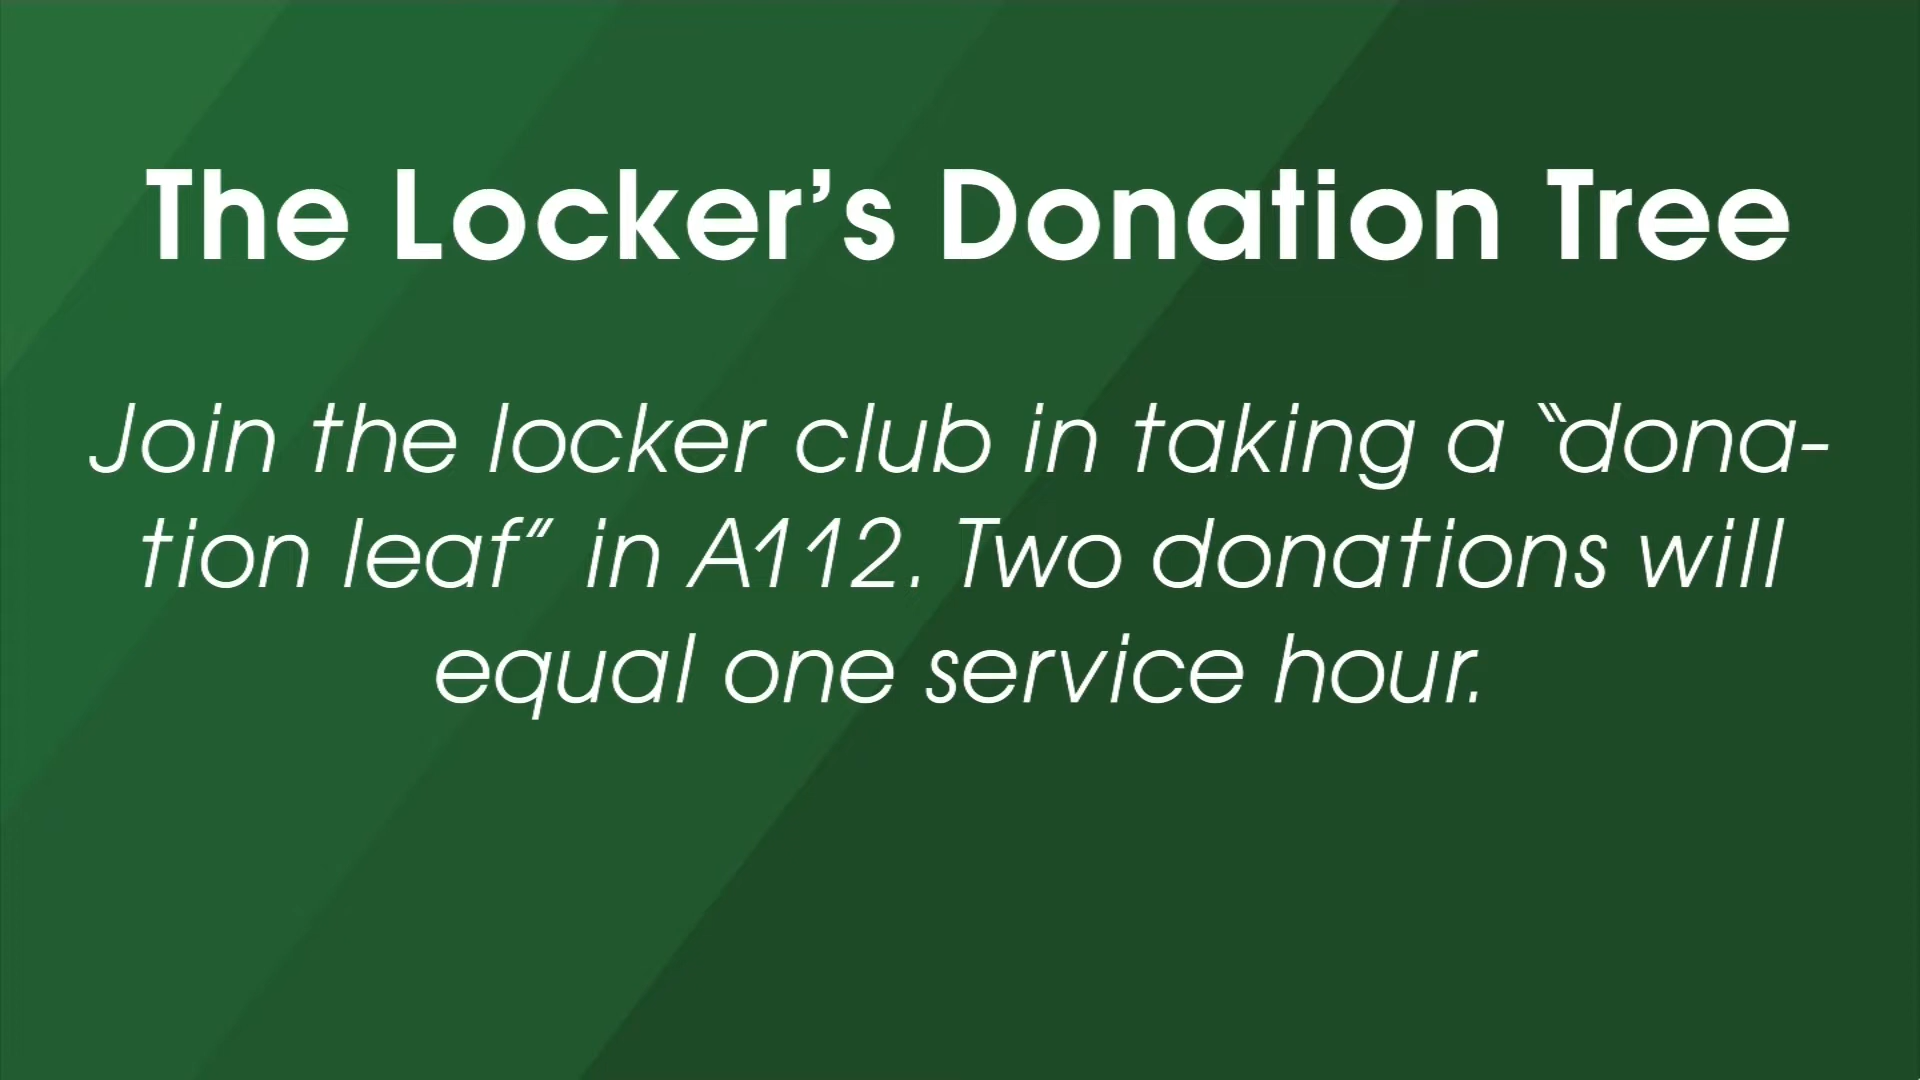 The Locker’s Donation Tree
Join the locker club in taking a “dona-
tion leaf” in A112. Two donations will
equal one service hour.